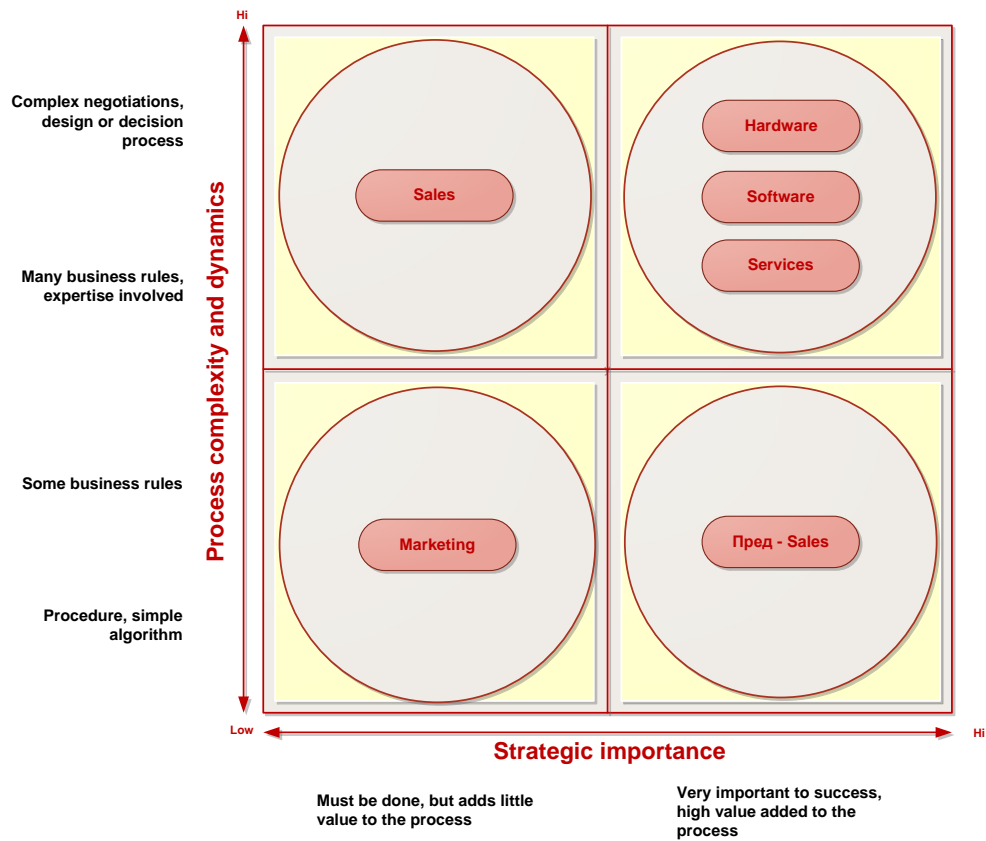 Hi
Complex negotiations,
design or decision
process
Many business rules,
expertise involved
Some business rules
Procedure, simple
algorithm
Process complexity and dynamics
Sales
Hardware
Software
Services
Marketing
Пред - Sales
Low
Hi
Strategic importance
Must be done, but adds little
value to the process
Very important to success,
high value added to the
process